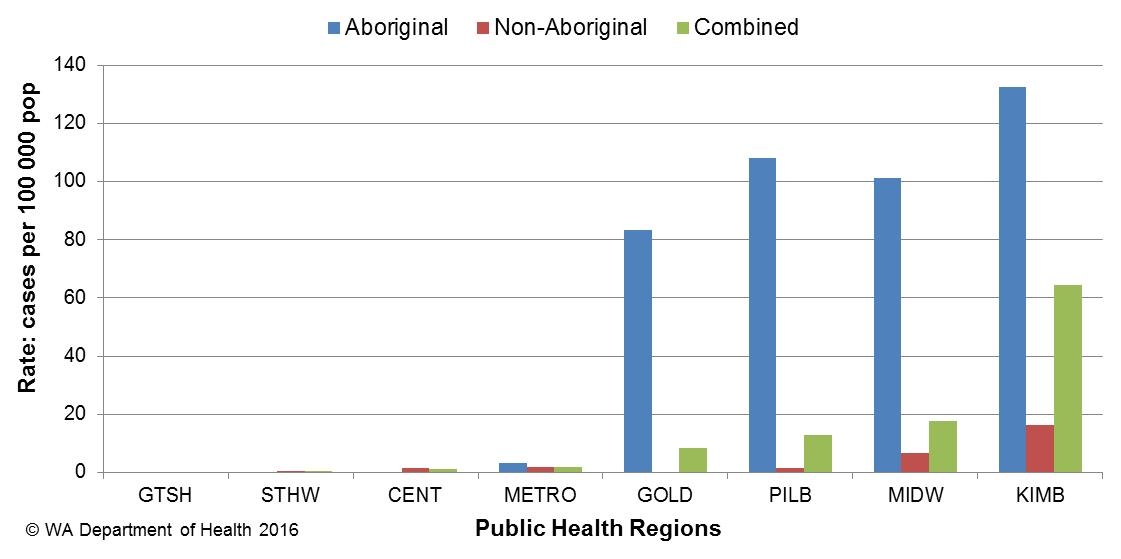 Aboriginal Non-Aboriginal Combined
Rate: cases per 100 000 pop
140
120
100
80
60
40
20
0
GTSH STHW CENT METRO GOLD PILB MIDW KIMB
© WA Department of Health 2016
Public Health Regions